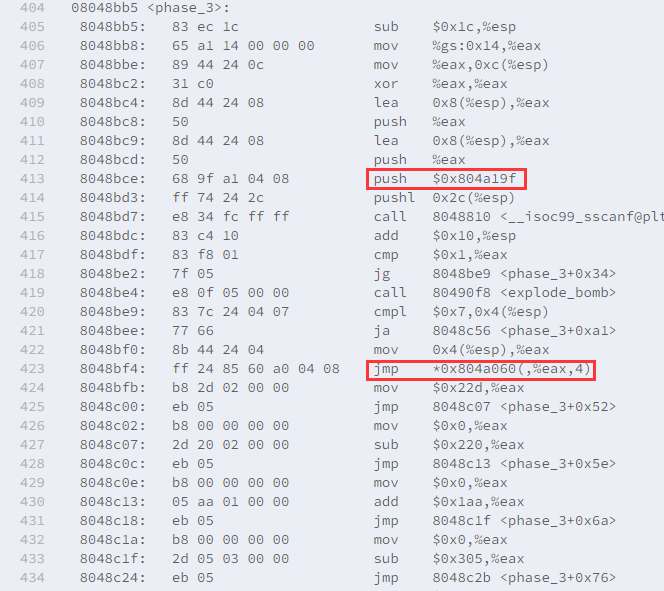 404 08048bb5 <phase_3>:
405 8048bb5: 83 ec 1c sub $0x1c,%esp
406 8048bb8: 65 a1 14 00 00 00 mov %gs:0x14,%eax
407 8048bbe: 89 44 24 0c mov %eax,0xc(%esp)
408 8048bc2: 31 c0 xor %eax,%eax
409 8048bc4: 8d 44 24 08 lea 0x8(%esp),%eax
410 8048bc8: 50 push %eax
411 8048bc9: 8d 44 24 08 lea 0x8(%esp),%eax
412 8048bcd: 50 push %eax
413 8048bce: 68 9f a1 04 08 push $0x804a19f
414 8048bd3: ff 74 24 2c pushl 0x2c(%esp)
415 8048bd7: e8 34 fc ff ff call 8048810 <__isoc99_sscanf@plt
416 8048bdc: 83 c4 10 add $0x10,%esp
417 8048bdf: 83 f8 01 cmp $0x1,%eax
418 8048be2: 7f 05 jg 8048be9 <phase_3+0x34>
419 8048be4: e8 0f 05 00 00 call 80490f8 <explode_bomb>
420 8048be9: 83 7c 24 04 07 cmpl $0x7,0x4(%esp)
421 8048bee: 77 66 ja 8048c56 <phase_3+0xa1>
422 8048bf0: 8b 44 24 04 mov 0x4(%esp),%eax
423 8048bf4: ff 24 85 60 a0 04 08 jmp *0x804a060(,%eax,4)
424 8048bfb: b8 2d 02 00 00 mov $0x22d,%eax
425 8048c00: eb 05 jmp 8048c07 <phase_3+0x52>
426 8048c02: b8 00 00 00 00 mov $0x0,%eax
427 8048c07: 2d 20 02 00 00 sub $0x220,%eax
428 8048c0c: eb 05 jmp 8048c13 <phase_3+0x5e>
429 8048c0e: b8 00 00 00 00 mov $0x0,%eax
430 8048c13: 05 aa 01 00 00 add $0x1aa,%eax
431 8048c18: eb 05 jmp 8048c1f <phase_3+0x6a>
432 8048c1a: b8 00 00 00 00 mov $0x0,%eax
433 8048c1f: 2d 05 03 00 00 sub $0x305,%eax
434 8048c24: eb 05 jmp 8048c2b <phase_3+0x76>